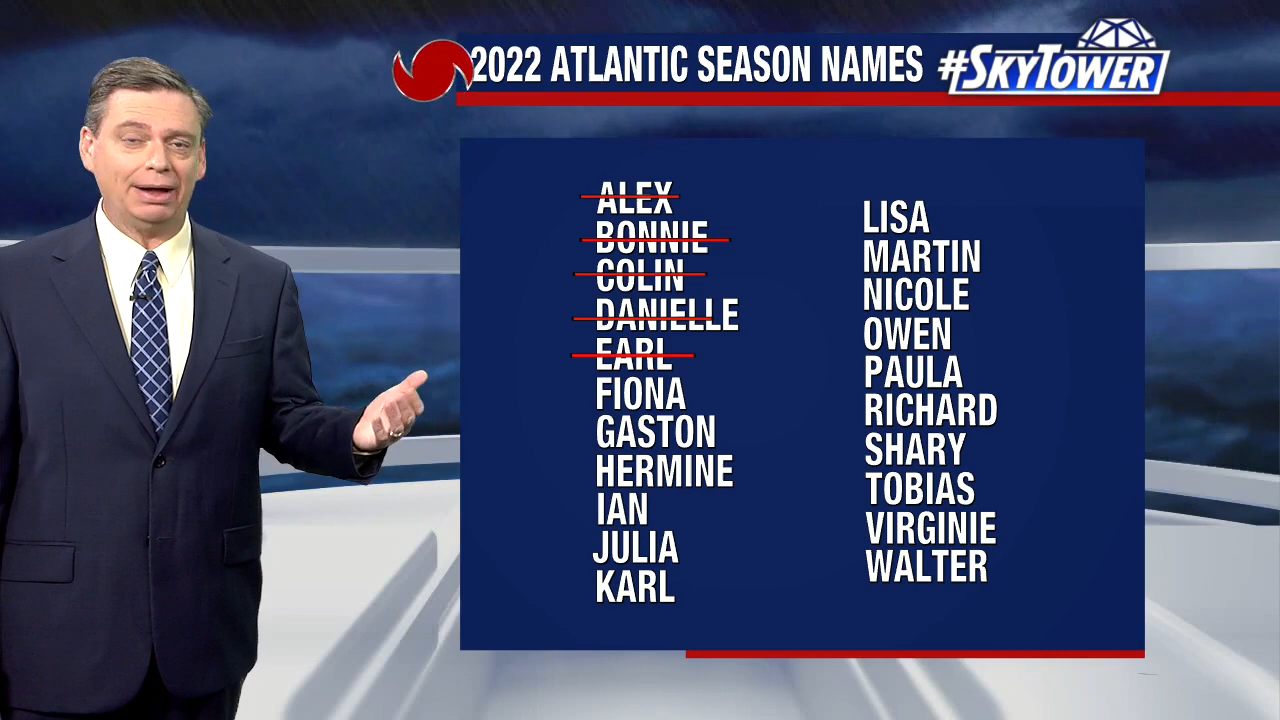 2022 ATLANTIC SEASON NAMES
#SKYTOWER
ALEX
BONNIE
COLIN
DANIELLE
EARL
FIONA
GASTON
HERMINE
IAN
JULIA
KARL
LISA
MARTIN
NICOLE
OWEN
PAULA
RICHARD
SHARY
TOBIAS
VIRGINIE
WALTER